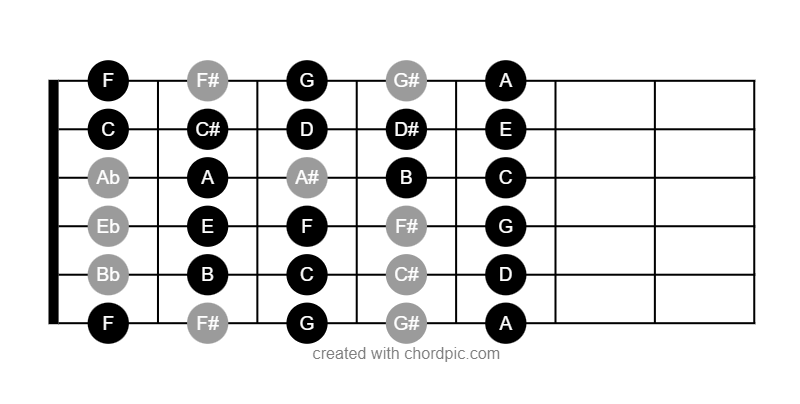 F F# G G# A
C C# D D# E
Ab A A# B C
Eb E F F# G
Bb B C C# D
F F# G G# A
created with chordpic.com